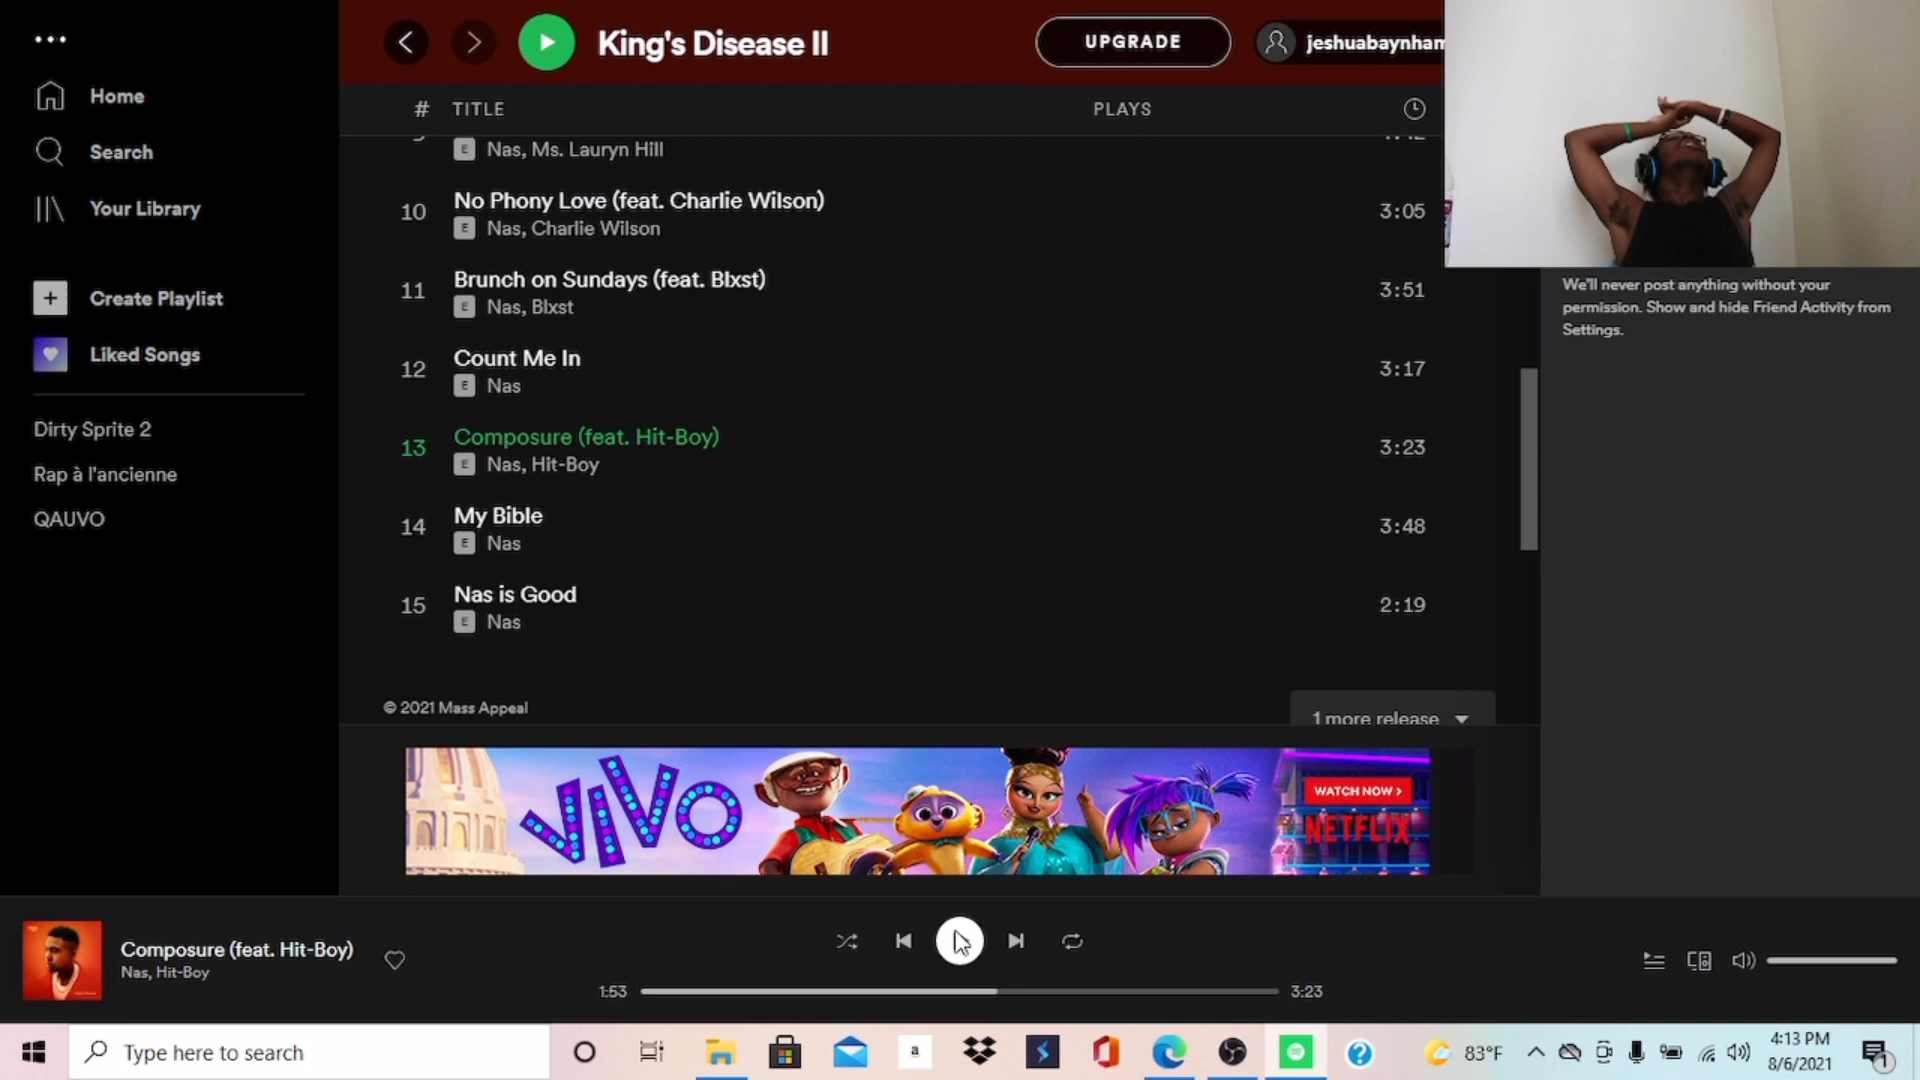 King's Disease II
UPGRADE
jeshuabaynham
Home
Search
Your Library
Create Playlist
Liked Songs
Dirty Sprite 2
Rap à l'ancienne
QAUVO
# TITLE PLAYS
E Nas, Ms. Lauryn Hill
10 No Phony Love (feat. Charlie Wilson) 3:05
E Nas, Charlie Wilson
11 Brunch on Sundays (feat. Blxst) 3:51
E Nas, Blxst
12 Count Me In 3:17
E Nas
13 Composure (feat. Hit-Boy) 3:23
E Nas, Hit-Boy
14 My Bible 3:48
E Nas
15 Nas is Good 2:19
E Nas
© 2021 Mass Appeal
1 more release
We'll never post anything without your
permission. Show and hide Friend Activity from
Settings.
VIVO
WATCH NOW >
NETFLIX
Composure (feat. Hit-Boy)
Nas, Hit-Boy
1:53 3:23
Type here to search
a
83°F
4:13 PM
8/6/2021
1